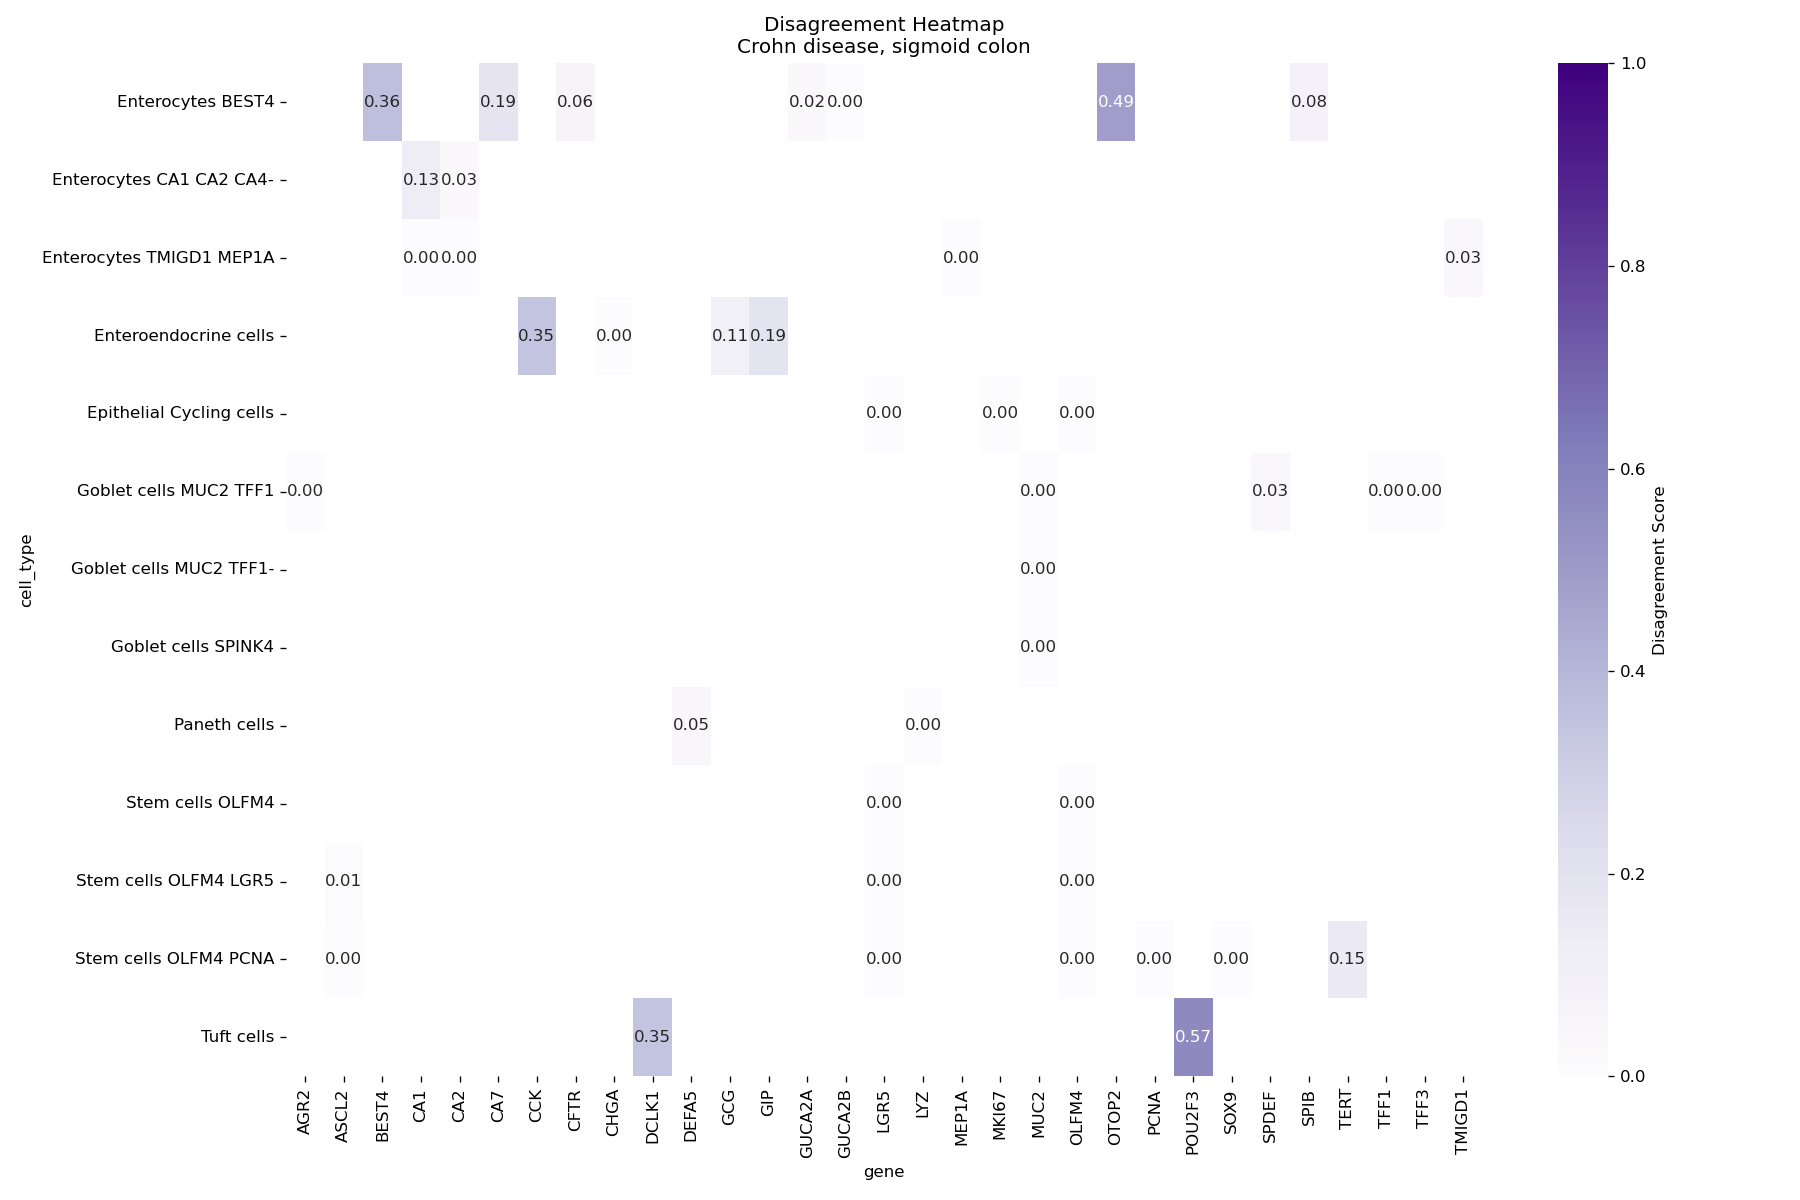 Disagreement Heatmap
Crohn disease, sigmoid colon
Enterocytes BEST4 0.36 0.19 0.06 0.02 0.00 0.49 0.08
Enterocytes CA1 CA2 CA4- 0.13 0.03
Enterocytes TMIGD1 MEP1A 0.00 0.00 0.00 0.03
Enteroendocrine cells 0.35 0.00 0.11 0.19
Epithelial Cycling cells 0.00 0.00 0.00
Goblet cells MUC2 TFF1 0.00 0.00 0.03 0.00 0.00
Goblet cells MUC2 TFF1- 0.00
Goblet cells SPINK4 0.00
Paneth cells 0.05 0.00
Stem cells OLFM4 0.00 0.00
Stem cells OLFM4 LGR5 0.01 0.00 0.00
Stem cells OLFM4 PCNA 0.00 0.00 0.00 0.00 0.00 0.15
Tuft cells 0.35 0.57
cell_type
AGR2 ASCL2 BEST4 CA1 CA2 CA7 CCK CFTR CHGA DCLK1 DEFA5 GCG GIP GUCA2A GUCA2B LGR5 LYZ MEP1A MKI67 MUC2 OLFM4 OTOP2 PCNA POU2F3 SOX9 SPDEF SPIB TERT TFF1 TFF3 TMIGD1
gene
1.0
0.8
0.6
0.4
0.2
0.0
Disagreement Score